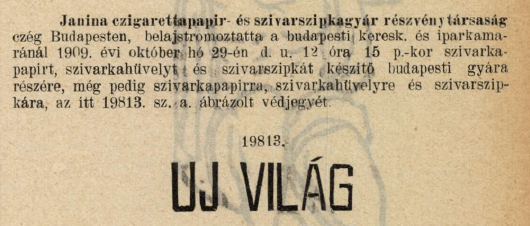 Janina czigarettapapir- és szivarszipkagyár részvénytársaság
czég Budapesten, belajstromoztatta a budapesti keresk. és iparkama-
ránál 1909. évi október hó 29-én d. u. 12 óra 15 p.-kor szivarka-
papirt, szivarkahüvelyt és szivarszipkát készitő budapesti gyára
részére, még pedig szivarkapapirra, szivarkahüvelyre és szivarszip-
kára, az itt 19813. sz. a. ábrázolt védjegyét.
19813.
UJ VILÁG